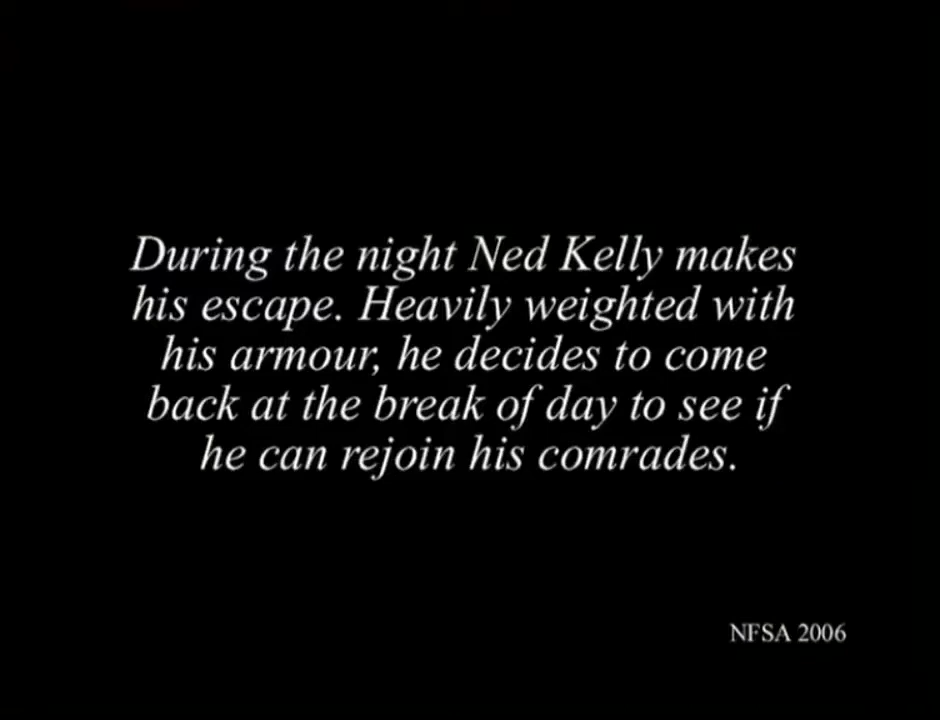 During the night Ned Kelly makes
his escape. Heavily weighted with
his armour, he decides to come
back at the break of day to see if
he can rejoin his comrades.
NFSA 2006